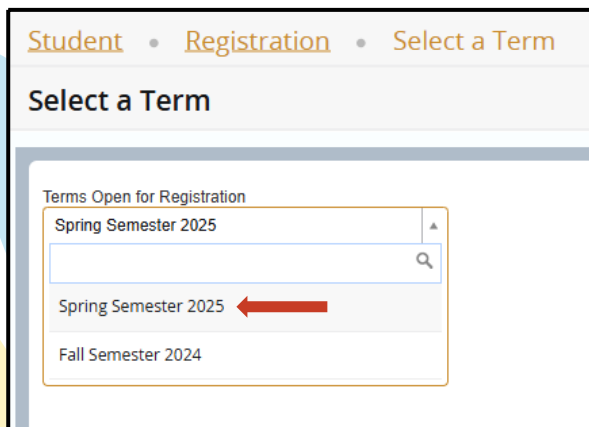 Student • Registration • Select a Term
Select a Term
Terms Open for Registration
Spring Semester 2025
Spring Semester 2025
Fall Semester 2024